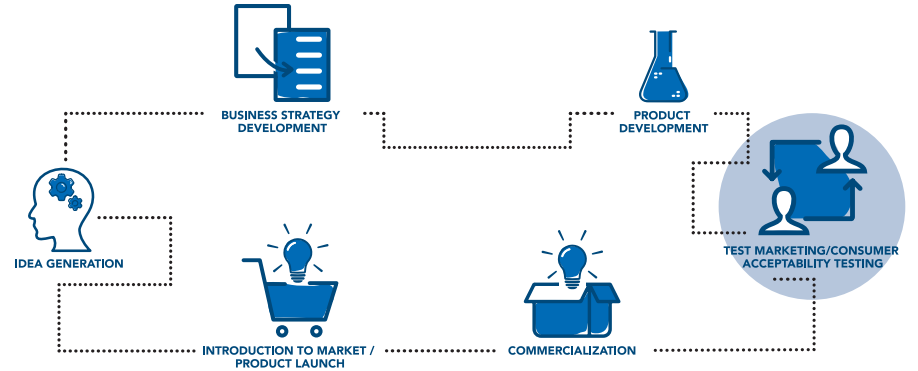 BUSINESS STRATEGY
DEVELOPMENT
PRODUCT
DEVELOPMENT
IDEA GENERATION
TEST MARKETING/CONSUMER
ACCEPTABILITY TESTING
INTRODUCTION TO MARKET /
PRODUCT LAUNCH
COMMERCIALIZATION